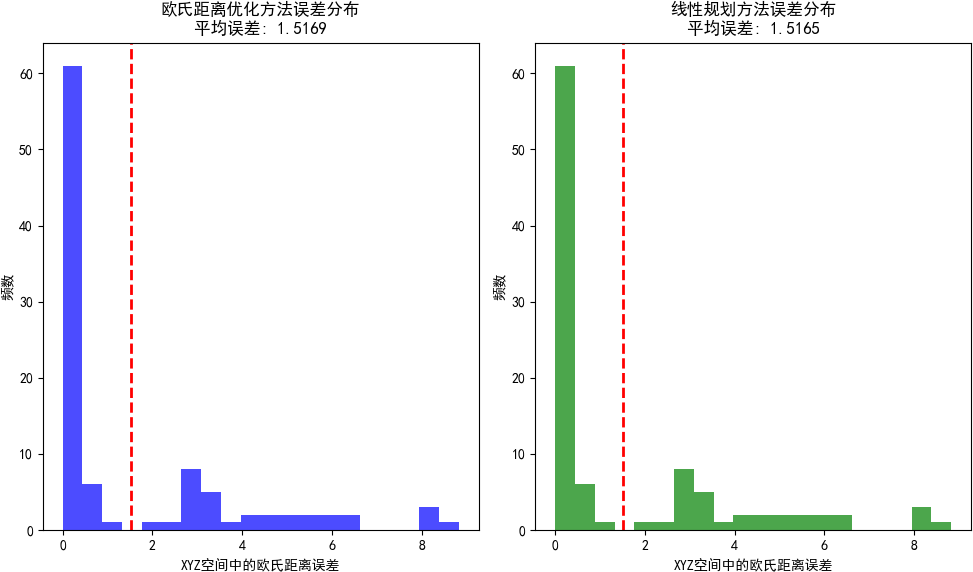 欧氏距离优化方法误差分布
平均误差: 1.5169
频数
60
50
40
30
20
10
0
0 2 4 6 8
XYZ空间中的欧氏距离误差
线性规划方法误差分布
平均误差: 1.5165
频数
60
50
40
30
20
10
0
0 2 4 6 8
XYZ空间中的欧氏距离误差